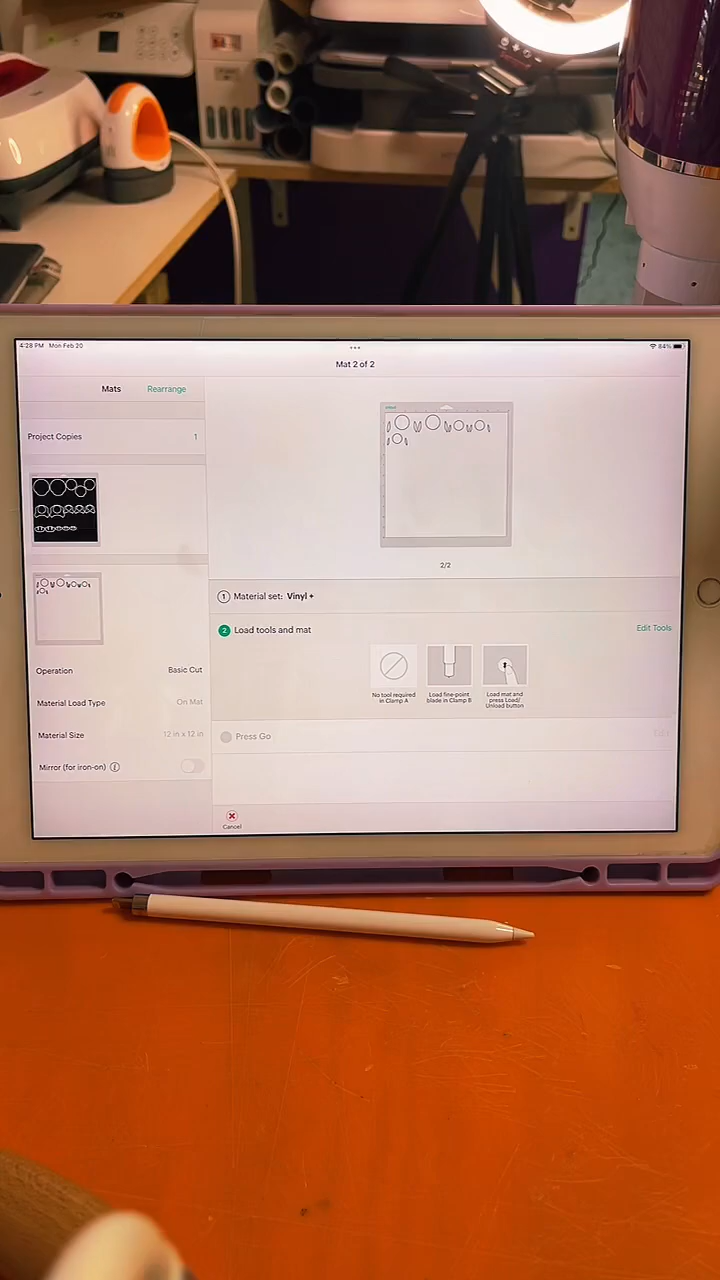 4:28 PM Mon Feb 20
84%
Mat 2 of 2
Mats
Rearrange
Project Copies
1
2/2
1 Material set: Vinyl +
2 Load tools and mat
Edit Tools
No tool required in Clamp A
Load fine-point blade in Clamp B
Load mat and press Load/Unload button
Operation
Basic Cut
Material Load Type
On Mat
Material Size
12 in x 12 in
Mirror (for iron-on)
Press Go
Edit
Cancel